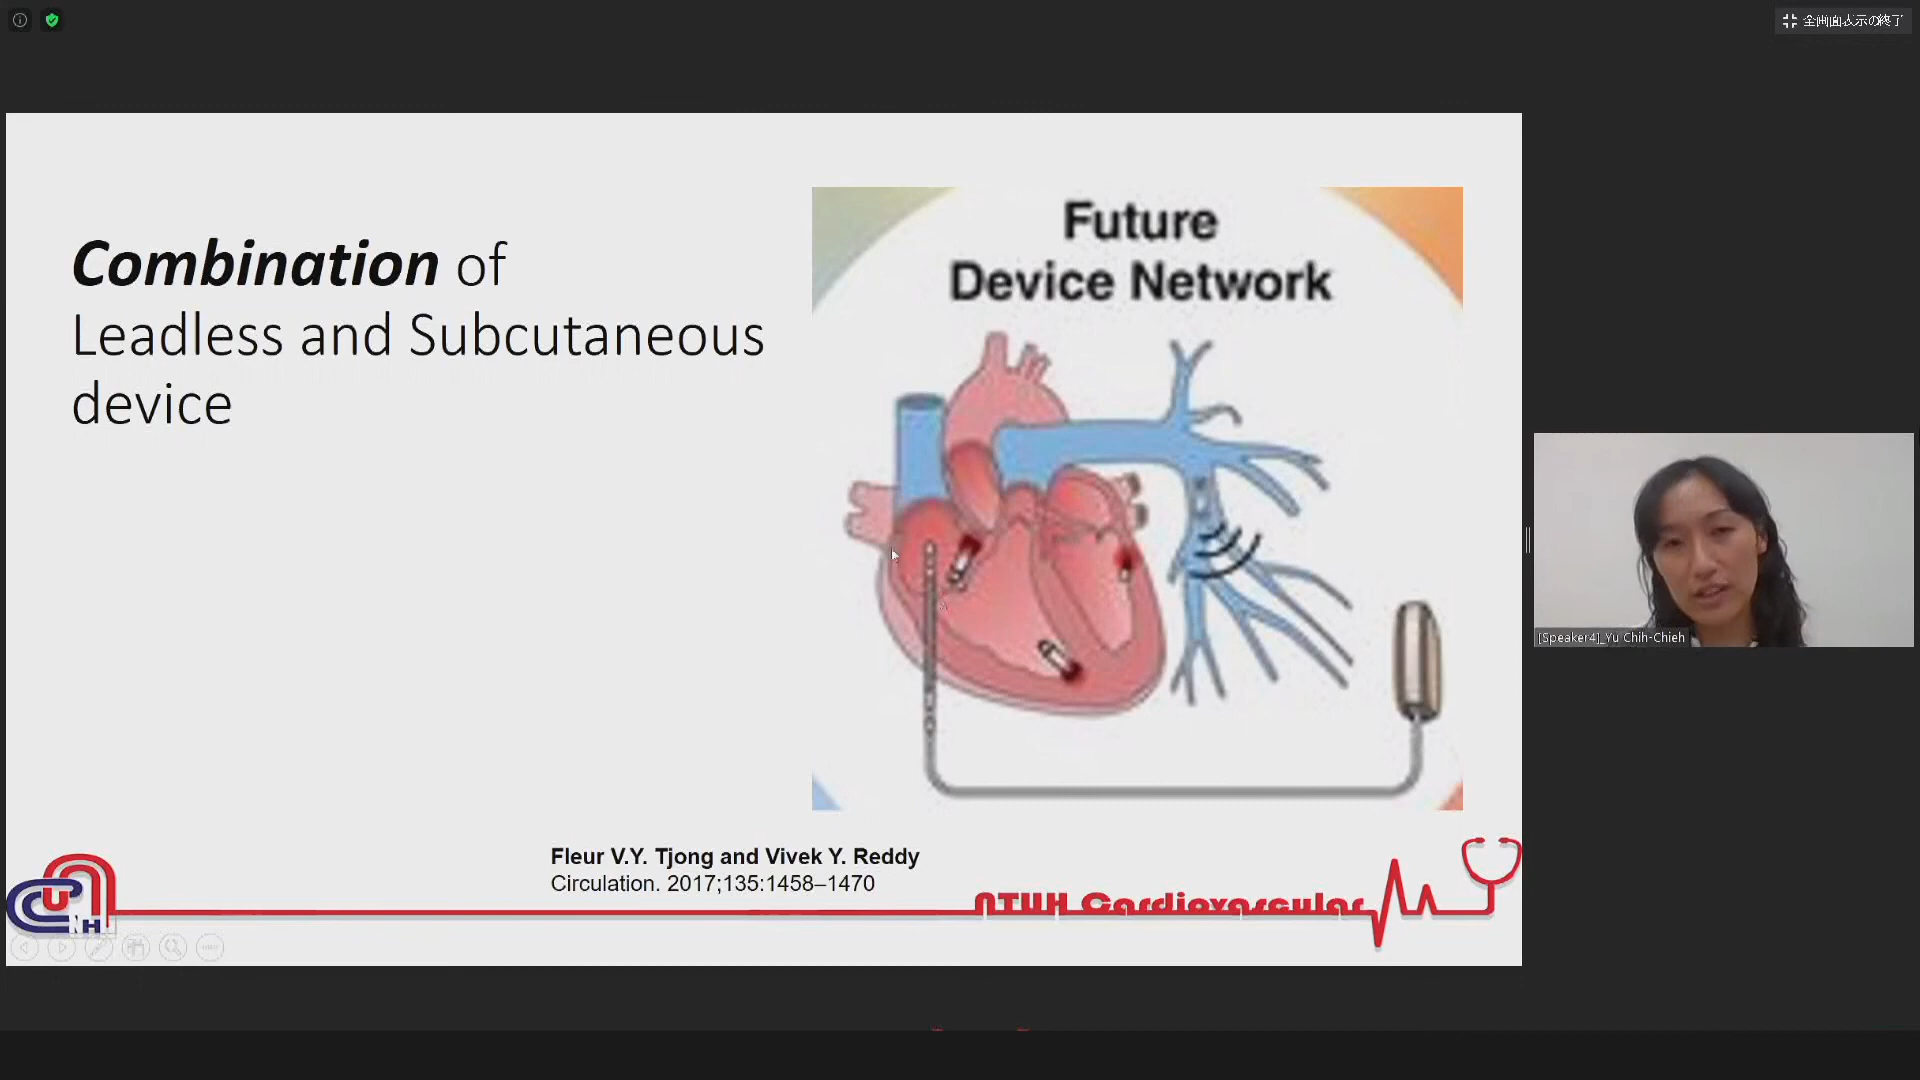 全画面表示の終了
Combination of
Leadless and Subcutaneous
device
Future
Device Network
[Speaker4]_Yu Chih-Chieh
Fleur V.Y. Tjong and Vivek Y. Reddy
Circulation. 2017;135:1458–1470
NTUH Cardiovascular